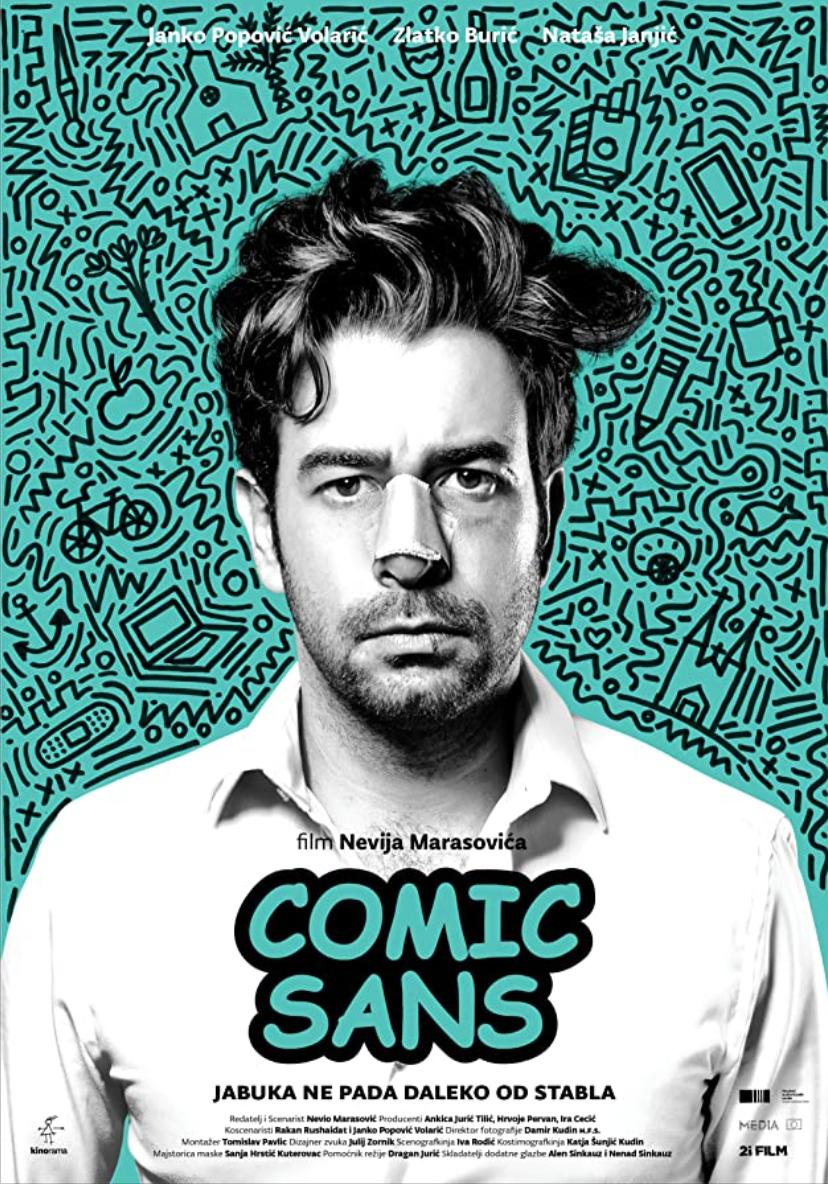 Janko Popović Volarić Zlatko Burić Nataša Janjić
film Nevija Marasovića
COMIC
SANS
JABUKA NE PADA DALEKO OD STABLA
Redatelj i Scenarist Nevio Marasović Producenti Ankica Jurić Tilić, Hrvoje Pervan, Ira Cecić
Koscenaristi Rakan Rushaidat i Janko Popović Volarić Direktor fotografije Damir Kudin H.F.S.
Montažer Tomislav Pavlic Dizajner zvuka Julij Zornik Scenografkinja Iva Rodić Kostimografkinja Katja Šunjić Kudin
Majstorica maske Sanja Hrstić Kuterovac Pomoćnik režije Dragan Jurić Skladatelji dodatne glazbe Alen Sinkauz i Nenad Sinkauz
kinorama
MEDIA
2i FILM